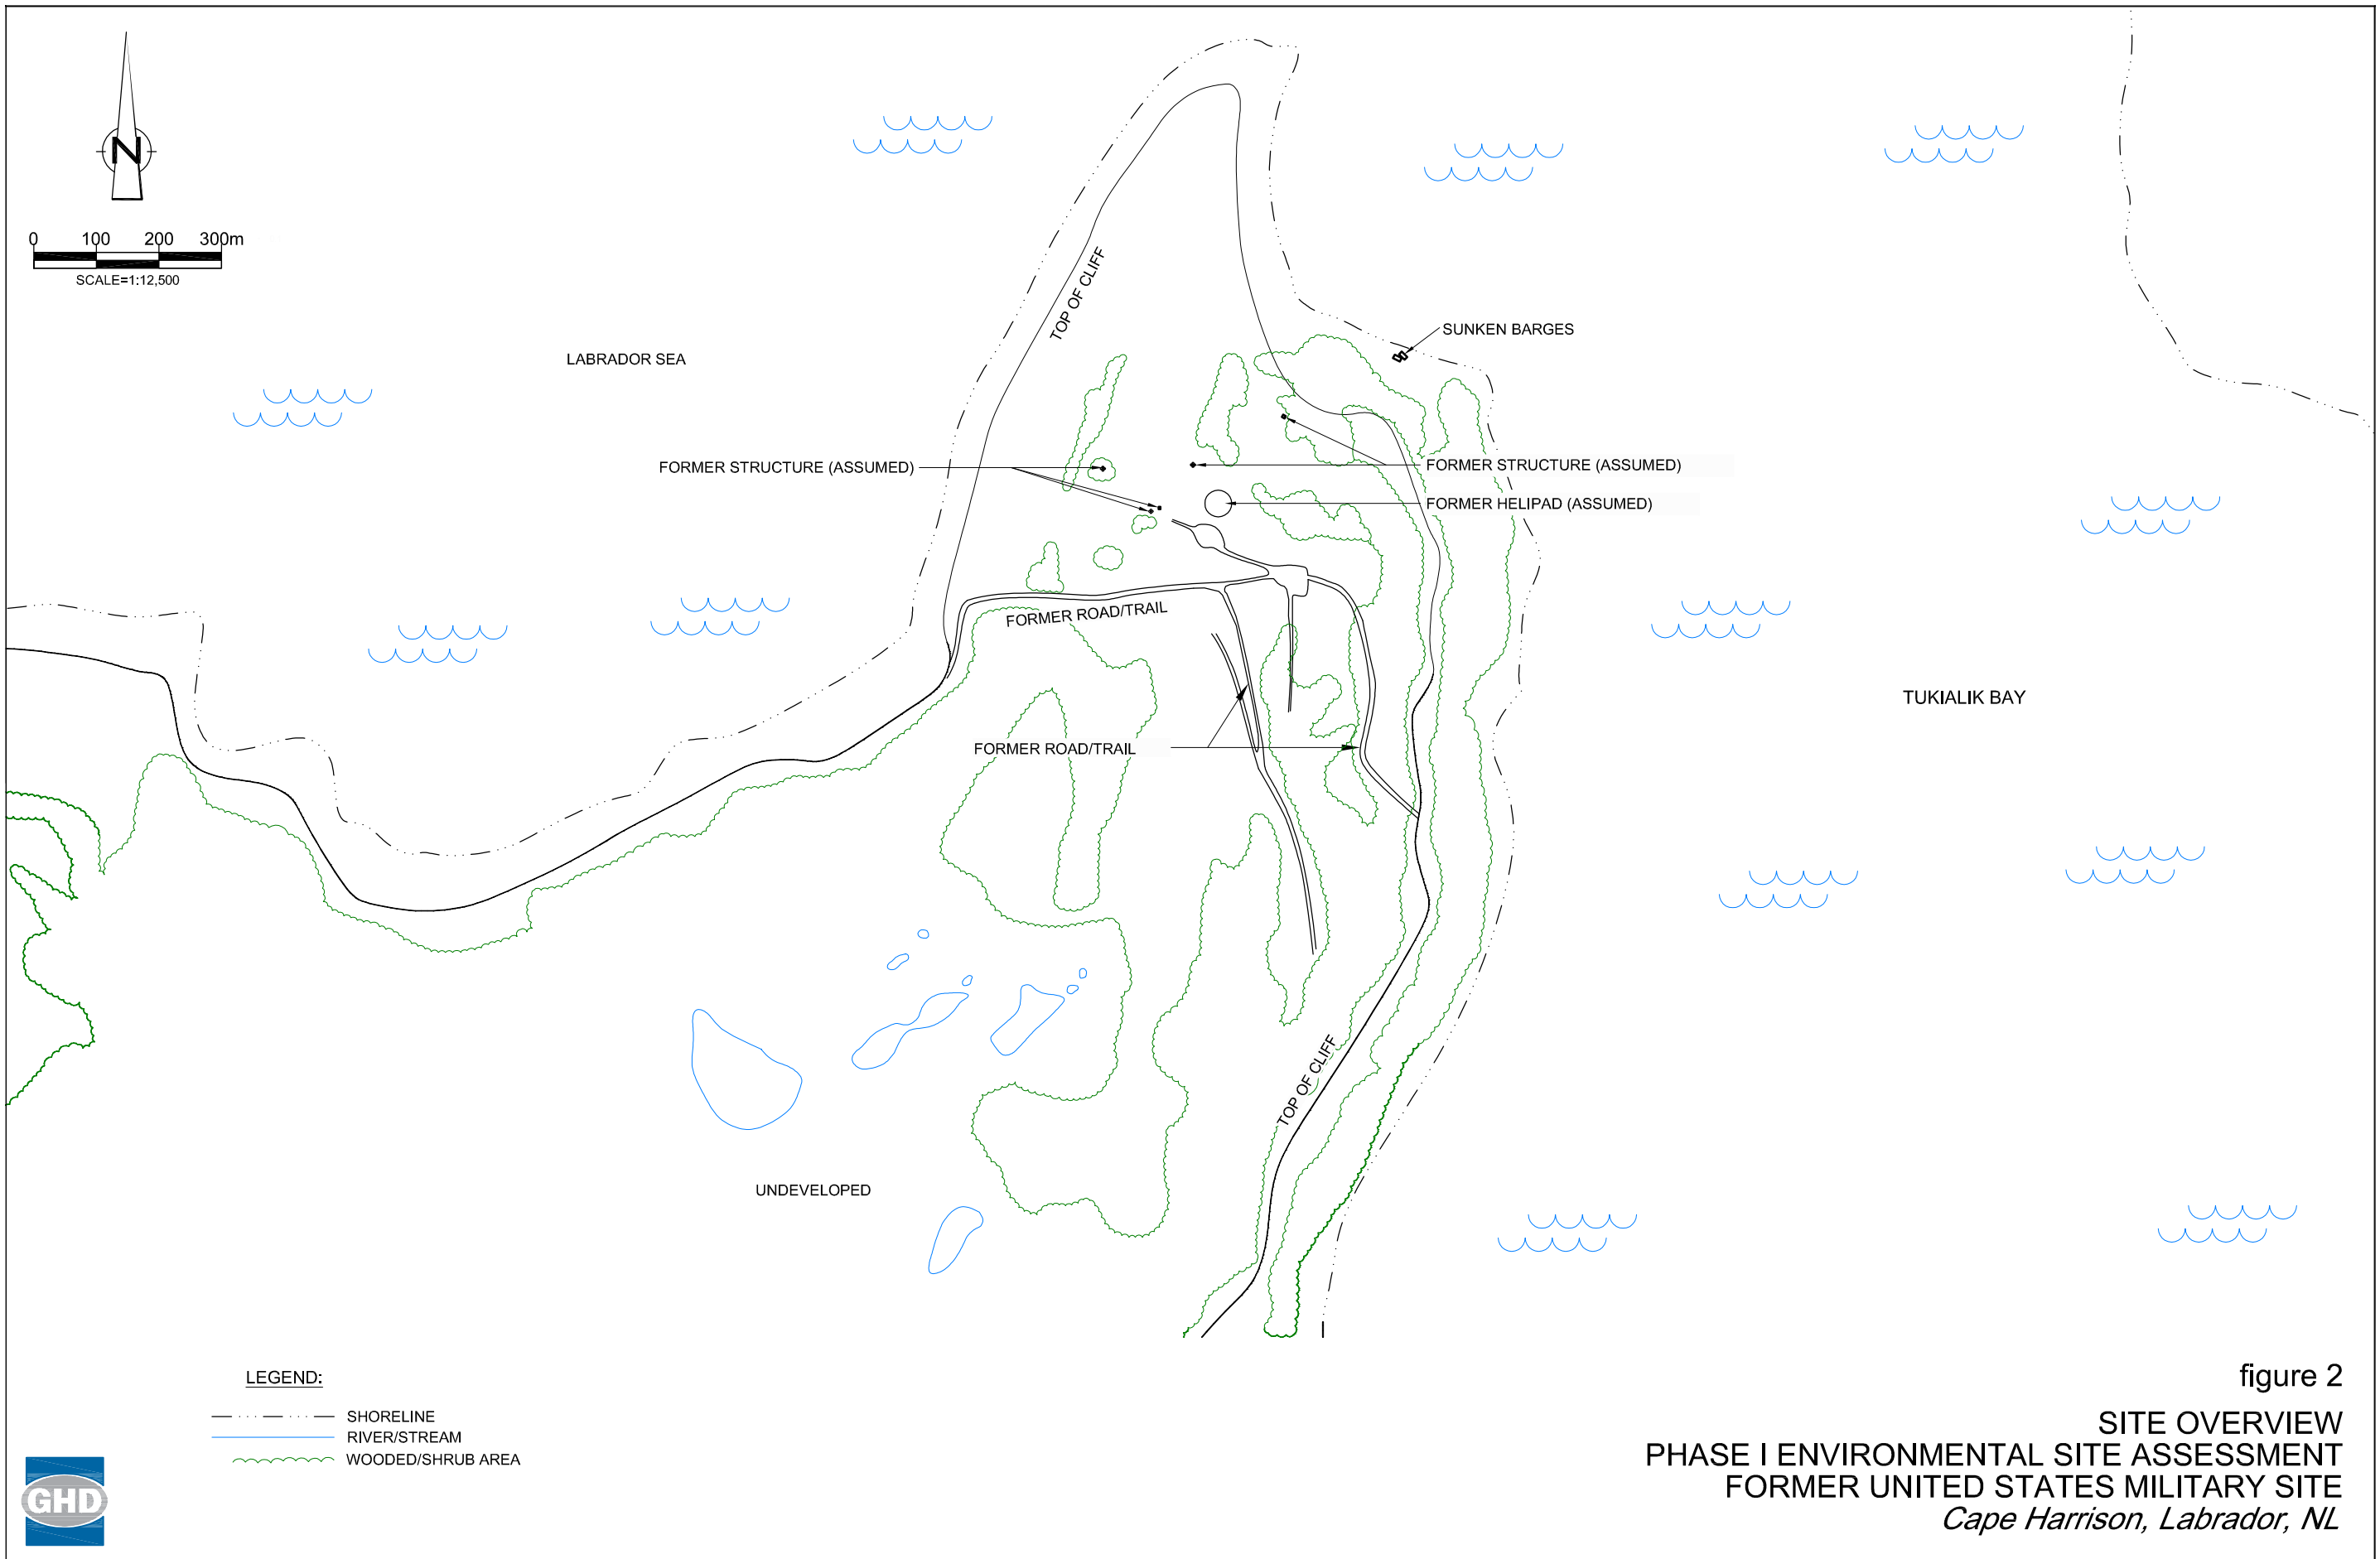 N
0 100 200 300m
SCALE=1:12,500
TOP OF CLIFF
SUNKEN BARGES
LABRADOR SEA
FORMER STRUCTURE (ASSUMED)
FORMER STRUCTURE (ASSUMED)
FORMER HELIPAD (ASSUMED)
FORMER ROAD/TRAIL
TUKIALIK BAY
FORMER ROAD/TRAIL
TOP OF CLIFF
UNDEVELOPED
LEGEND:
SHORELINE
RIVER/STREAM
WOODED/SHRUB AREA
GHD
figure 2
SITE OVERVIEW
PHASE I ENVIRONMENTAL SITE ASSESSMENT
FORMER UNITED STATES MILITARY SITE
Cape Harrison, Labrador, NL